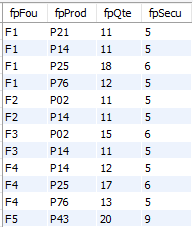 fpFou fpProd fpQte fpSecu
F1 P21 11 5
F1 P14 11 5
F1 P25 18 6
F1 P76 12 5
F2 P02 11 5
F2 P14 11 5
F3 P02 15 6
F3 P14 11 5
F4 P14 12 5
F4 P25 17 6
F4 P76 13 5
F5 P43 20 9